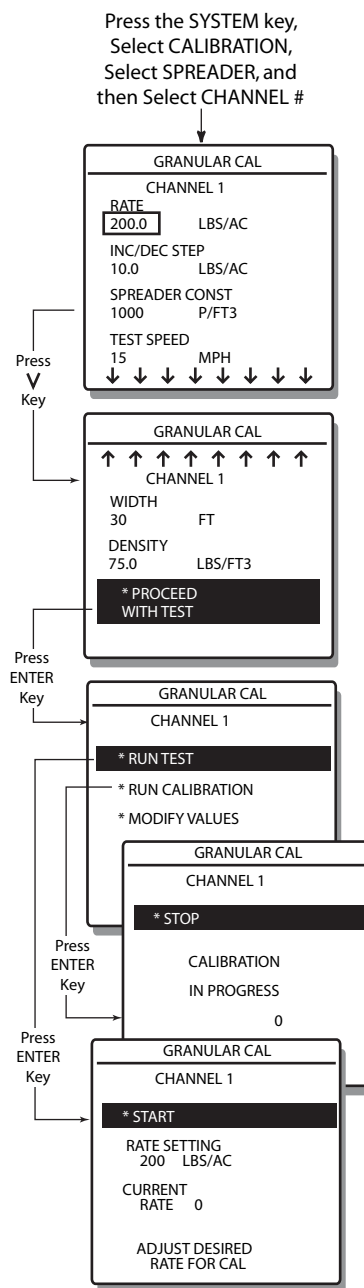 Press the SYSTEM key,
Select CALIBRATION,
Select SPREADER, and
then Select CHANNEL #
GRANULAR CAL
CHANNEL 1
RATE
200.0 LBS/AC
INC/DEC STEP
10.0 LBS/AC
SPREADER CONST
1000 P/FT3
TEST SPEED
15 MPH
Press
V
Key
GRANULAR CAL
CHANNEL 1
WIDTH
30 FT
DENSITY
75.0 LBS/FT3
* PROCEED
WITH TEST
Press
ENTER
Key
GRANULAR CAL
CHANNEL 1
* RUN TEST
* RUN CALIBRATION
* MODIFY VALUES
Press
ENTER
Key
GRANULAR CAL
CHANNEL 1
* STOP
CALIBRATION
IN PROGRESS
0
Press
ENTER
Key
GRANULAR CAL
CHANNEL 1
* START
RATE SETTING
200 LBS/AC
CURRENT
RATE 0
ADJUST DESIRED
RATE FOR CAL